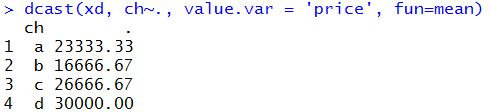 > dcast(xd, ch~., value.var = 'price', fun=mean)
  ch        .
1  a 23333.33
2  b 16666.67
3  c 26666.67
4  d 30000.00